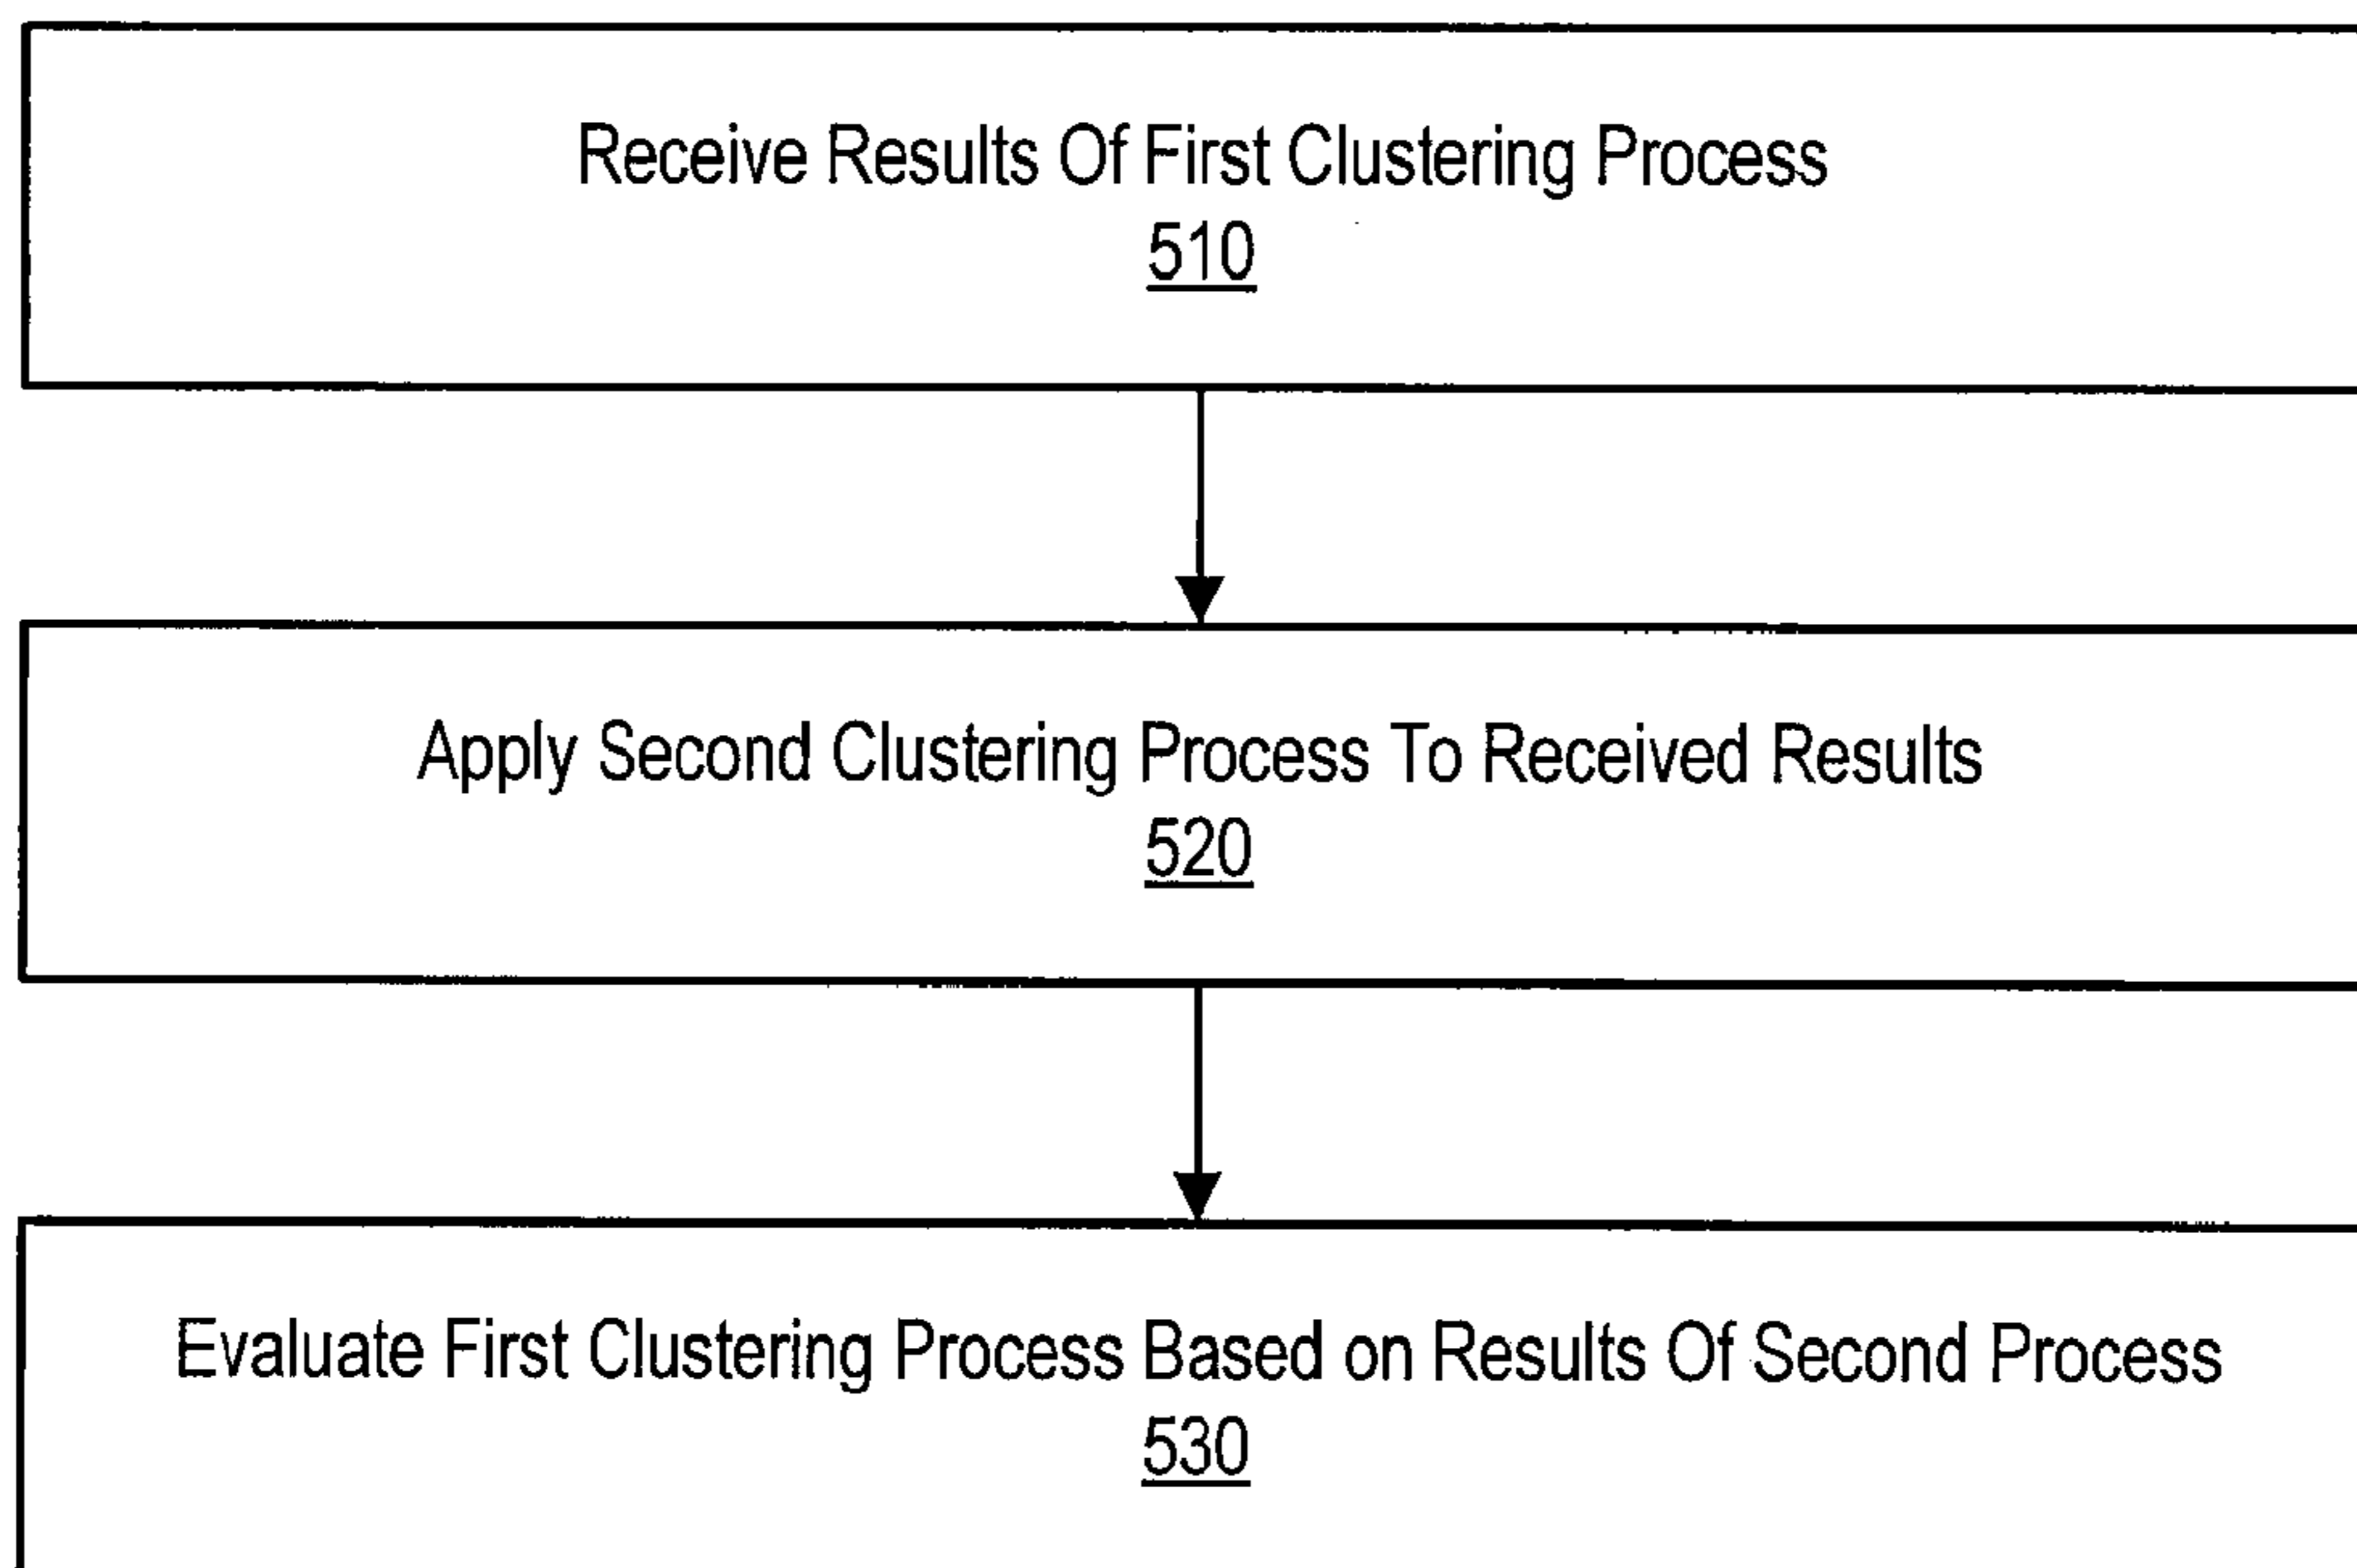 Receive Results Of First Clustering Process
510
Apply Second Clustering Process To Received Results
520
Evaluate First Clustering Process Based on Results Of Second Process
530